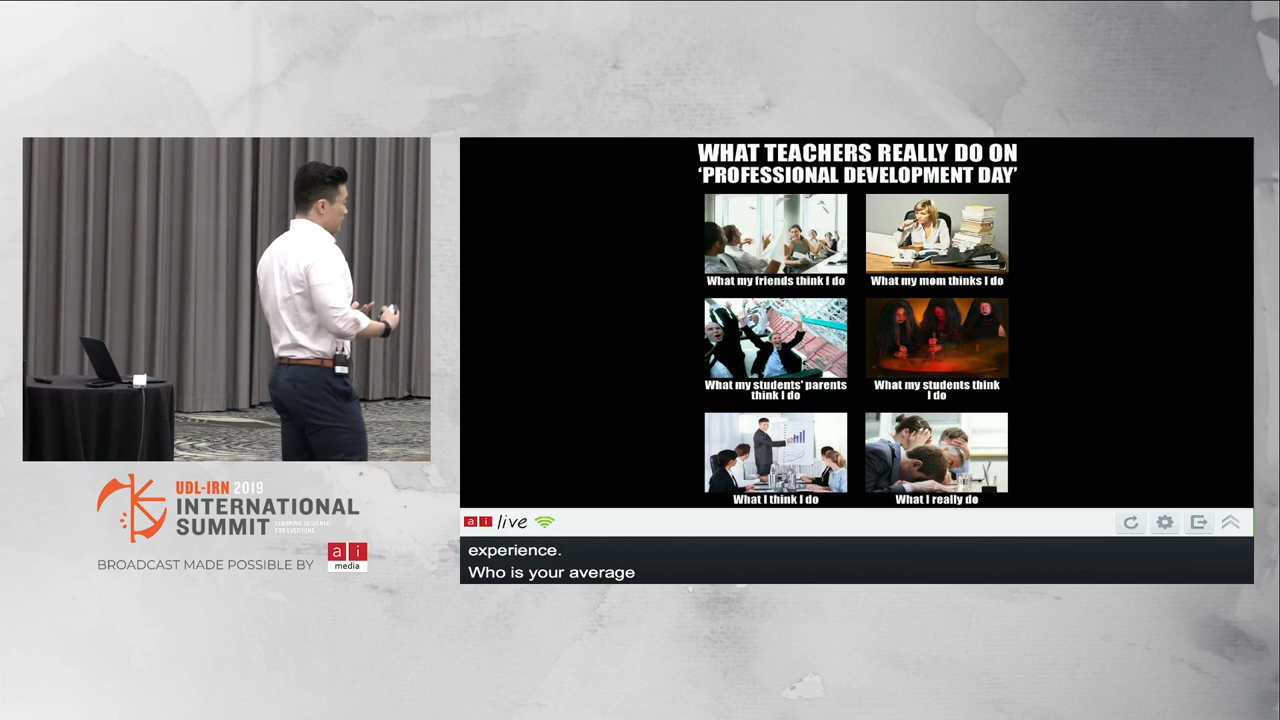 WHAT TEACHERS REALLY DO ON
‘PROFESSIONAL DEVELOPMENT DAY’
What my friends think I do
What my mom thinks I do
What my students' parents
think I do
What my students think
I do
What I think I do
What I really do
ai live
experience.
Who is your average
UDL-IRN 2019
INTERNATIONAL
SUMMIT
LEARNING DESIGNED
FOR EVERYONE
BROADCAST MADE POSSIBLE BY
ai
media